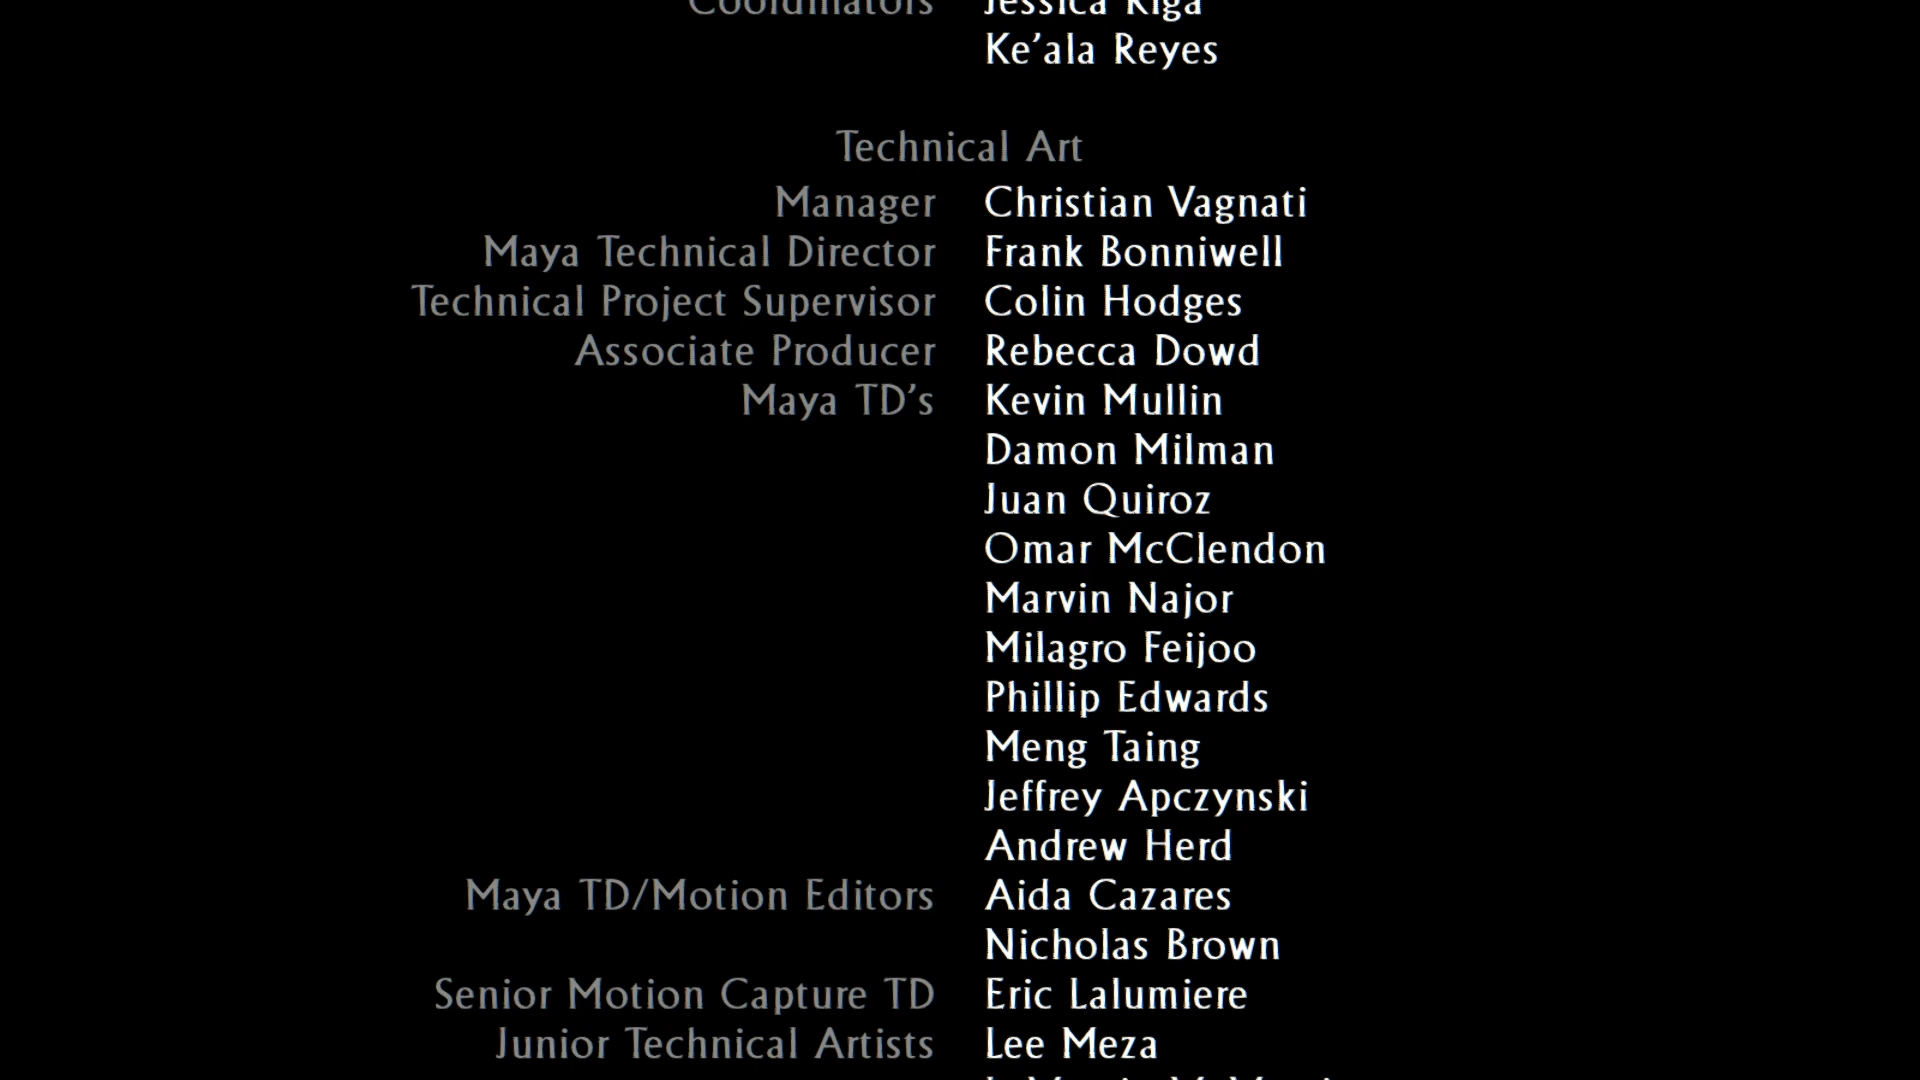 Coordinators Jessica Riga
Ke’ala Reyes
Technical Art
Manager Christian Vagnati
Maya Technical Director Frank Bonniwell
Technical Project Supervisor Colin Hodges
Associate Producer Rebecca Dowd
Maya TD’s Kevin Mullin
Damon Milman
Juan Quiroz
Omar McClendon
Marvin Najor
Milagro Feijoo
Phillip Edwards
Meng Taing
Jeffrey Apczynski
Andrew Herd
Maya TD/Motion Editors Aida Cazares
Nicholas Brown
Senior Motion Capture TD Eric Lalumiere
Junior Technical Artists Lee Meza